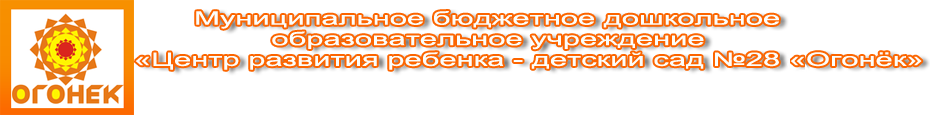 Муниципальное бюджетное дошкольное
образовательное учреждение
«Центр развития ребенка - детский сад №28 «Огонёк»
ОГОНЕК